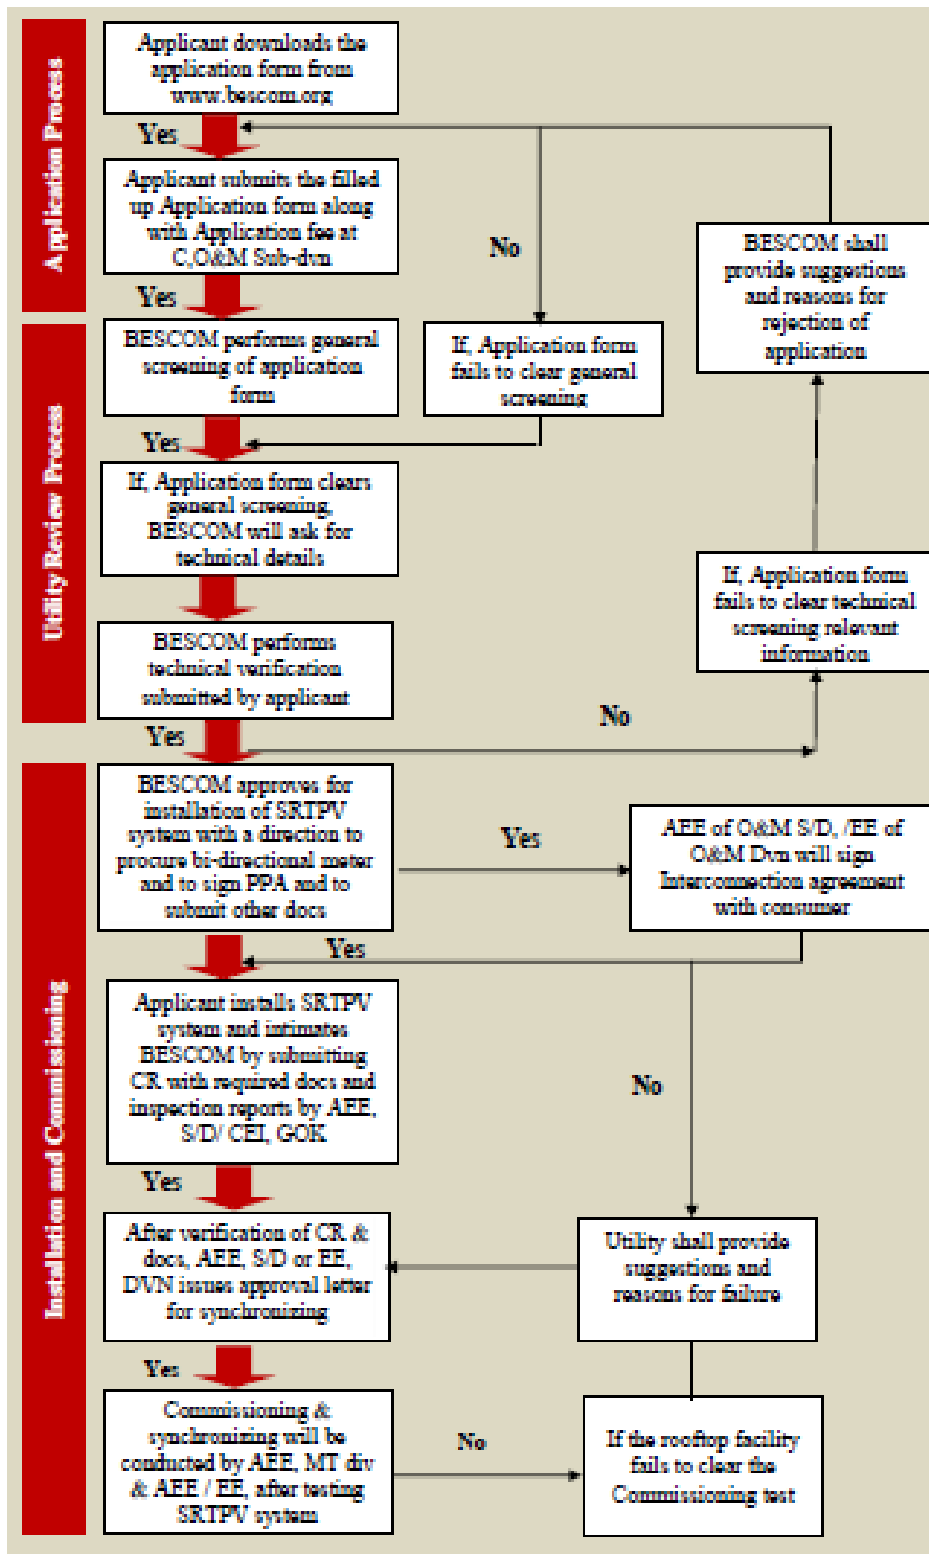 Application Process
Applicant downloads the
application form from
www.bescom.org
Yes
Applicant submits the filled
up Application form along
with Application fee at
C,O&M Sub-dvn
No
BESCOM shall
provide suggestions
and reasons for
rejection of
application
Yes
Utility Review Process
BESCOM performs general
screening of application
form
If, Application form
fails to clear general
screening
Yes
If, Application form clears
general screening,
BESCOM will ask for
technical details
If, Application form
fails to clear technical
screening relevant
information
BESCOM performs
technical verification
submitted by applicant
No
Yes
Installation and Commissioning
BESCOM approves for
installation of SRTPV
system with a direction to
procure bi-directional meter
and to sign PPA and to
submit other docs
Yes
AEE of O&M S/D, /EE of
O&M Dvn will sign
Interconnection agreement
with consumer
Yes
Applicant installs SRTPV
system and intimates
BESCOM by submitting
CR with required docs and
inspection reports by AEE,
S/D/ CEI, GOK
No
Yes
After verification of CR &
docs, AEE, S/D or EE,
DVN issues approval letter
for synchronizing
Utility shall provide
suggestions and
reasons for failure
Yes
Commissioning &
synchronizing will be
conducted by AEE, MT div
& AEE / EE, after testing
SRTPV system
No
If the rooftop facility
fails to clear the
Commissioning test